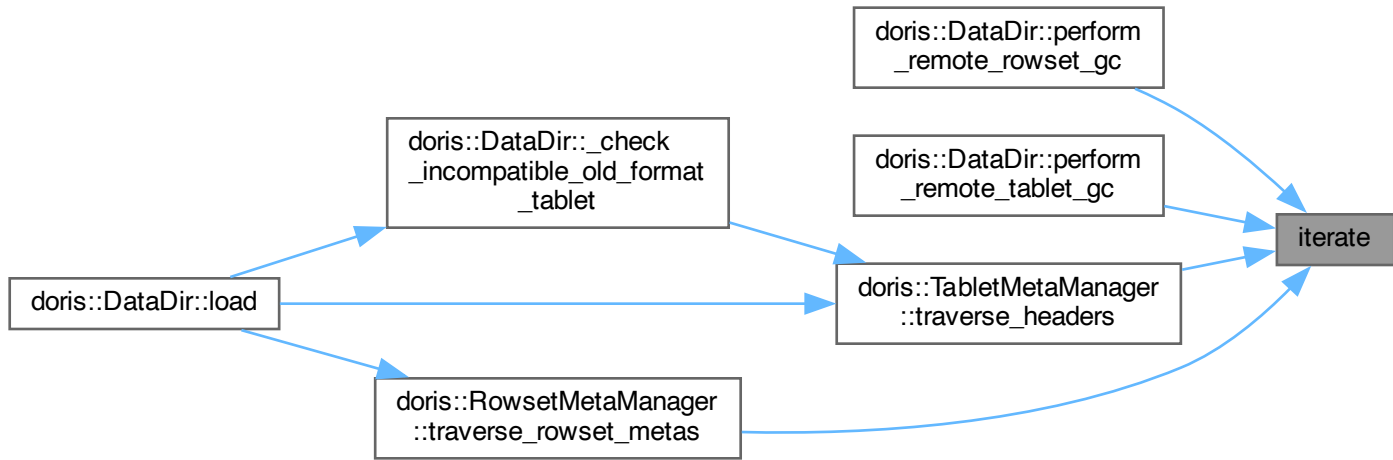 doris::DataDir::perform
_remote_rowset_gc
doris::DataDir::_check
_incompatible_old_format
_tablet
doris::DataDir::perform
_remote_tablet_gc
iterate
doris::DataDir::load
doris::TabletMetaManager
::traverse_headers
doris::RowsetMetaManager
::traverse_rowset_metas